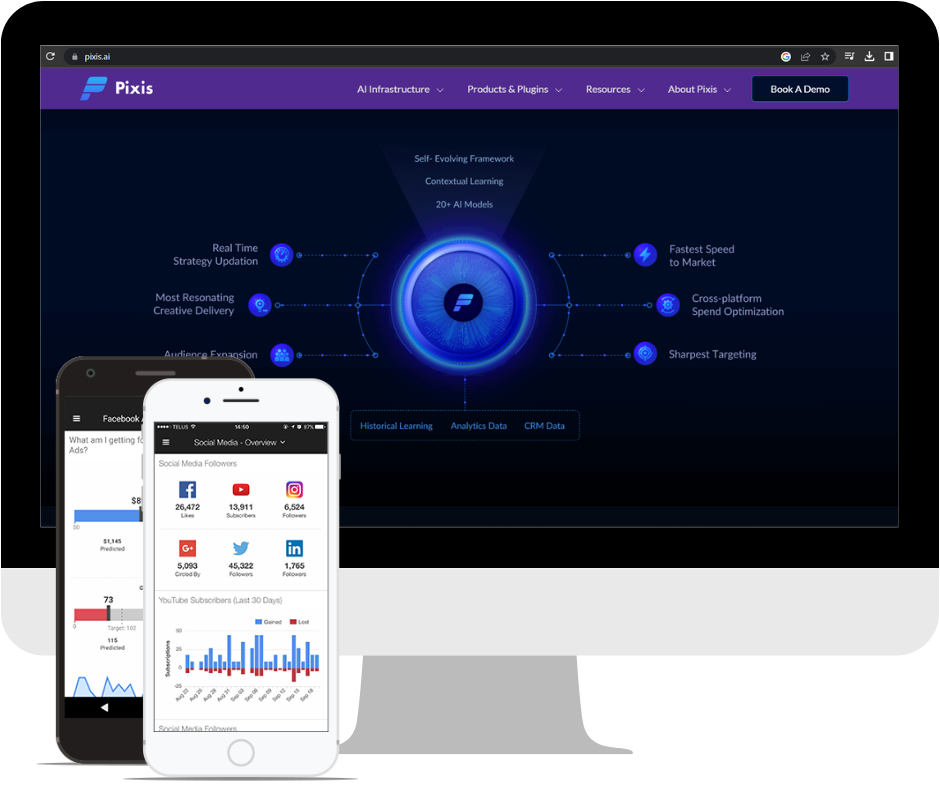 pixis.ai
Pixis
AI Infrastructure
Products & Plugins
Resources
About Pixis
Book A Demo
Self- Evolving Framework
Contextual Learning
20+ AI Models
Real Time
Strategy Updation
Most Resonating
Creative Delivery
Audience Expansion
Fastest Speed
to Market
Cross-platform
Spend Optimization
Sharpest Targeting
Historical Learning
Analytics Data
CRM Data
Facebook
What am I getting fo
Ads?
$0
$1,145
Predicted
73
0
Target: 102
115
Predicted
TELUS
14:50
87%
Social Media - Overview
Social Media Followers
26,472
Likes
13,911
Subscribers
6,524
Followers
G+
5,093
Circled By
45,322
Followers
in
1,765
Followers
YouTube Subscribers (Last 30 Days)
Gained
Lost
Subscriptions
50
25
0
-25
Aug 22
Aug 25
Aug 28
Aug 31
Sep 03
Sep 06
Sep 09
Sep 12
Sep 15
Sep 18
Social Media Followers